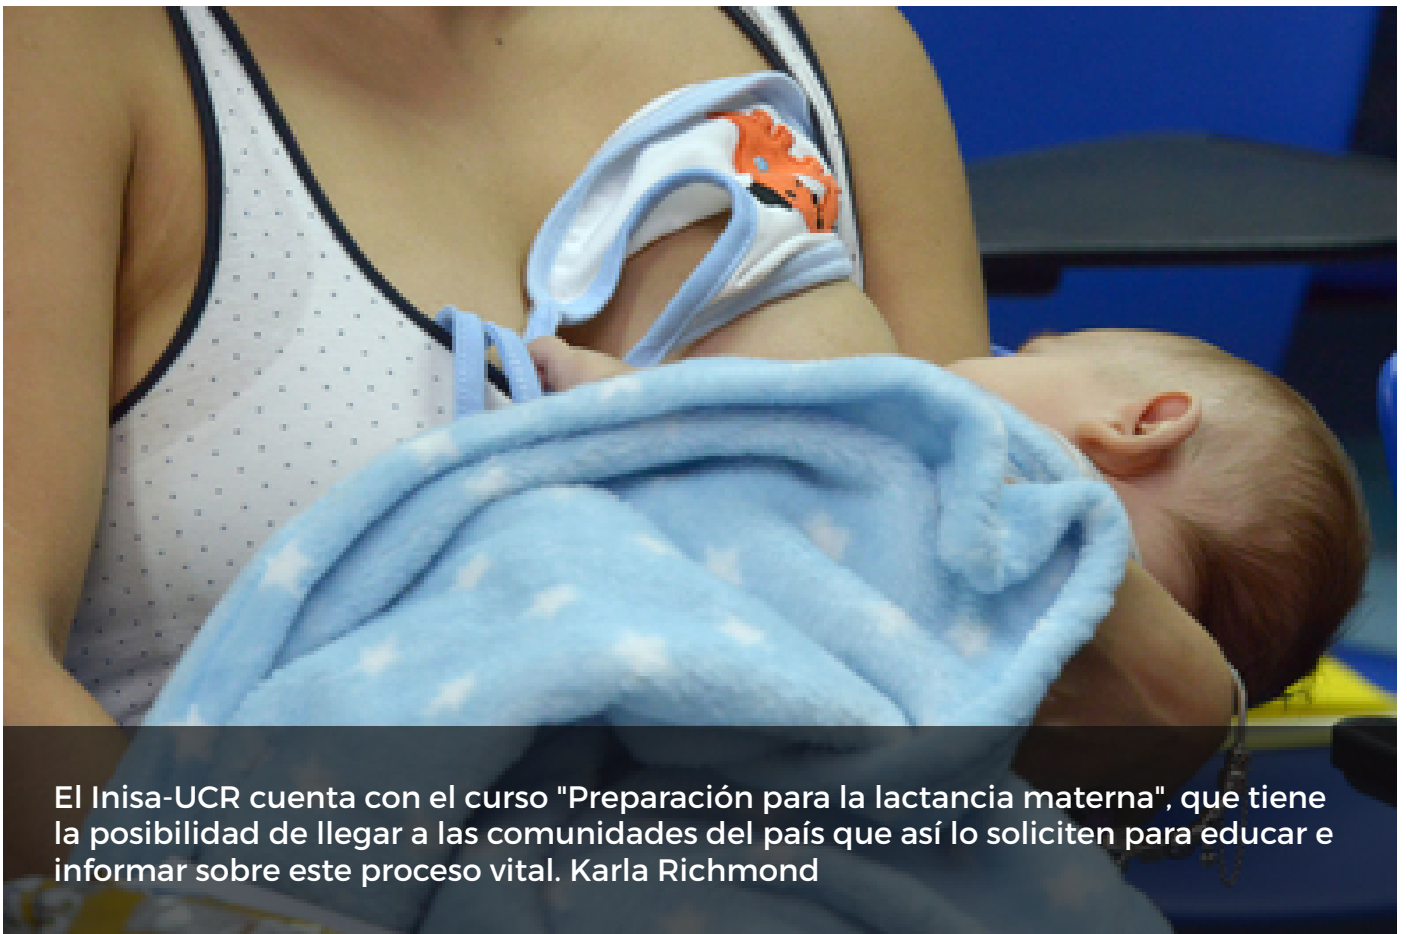 El Inisa-UCR cuenta con el curso "Preparación para la lactancia materna", que tiene
la posibilidad de llegar a las comunidades del país que así lo soliciten para educar e
informar sobre este proceso vital. Karla Richmond